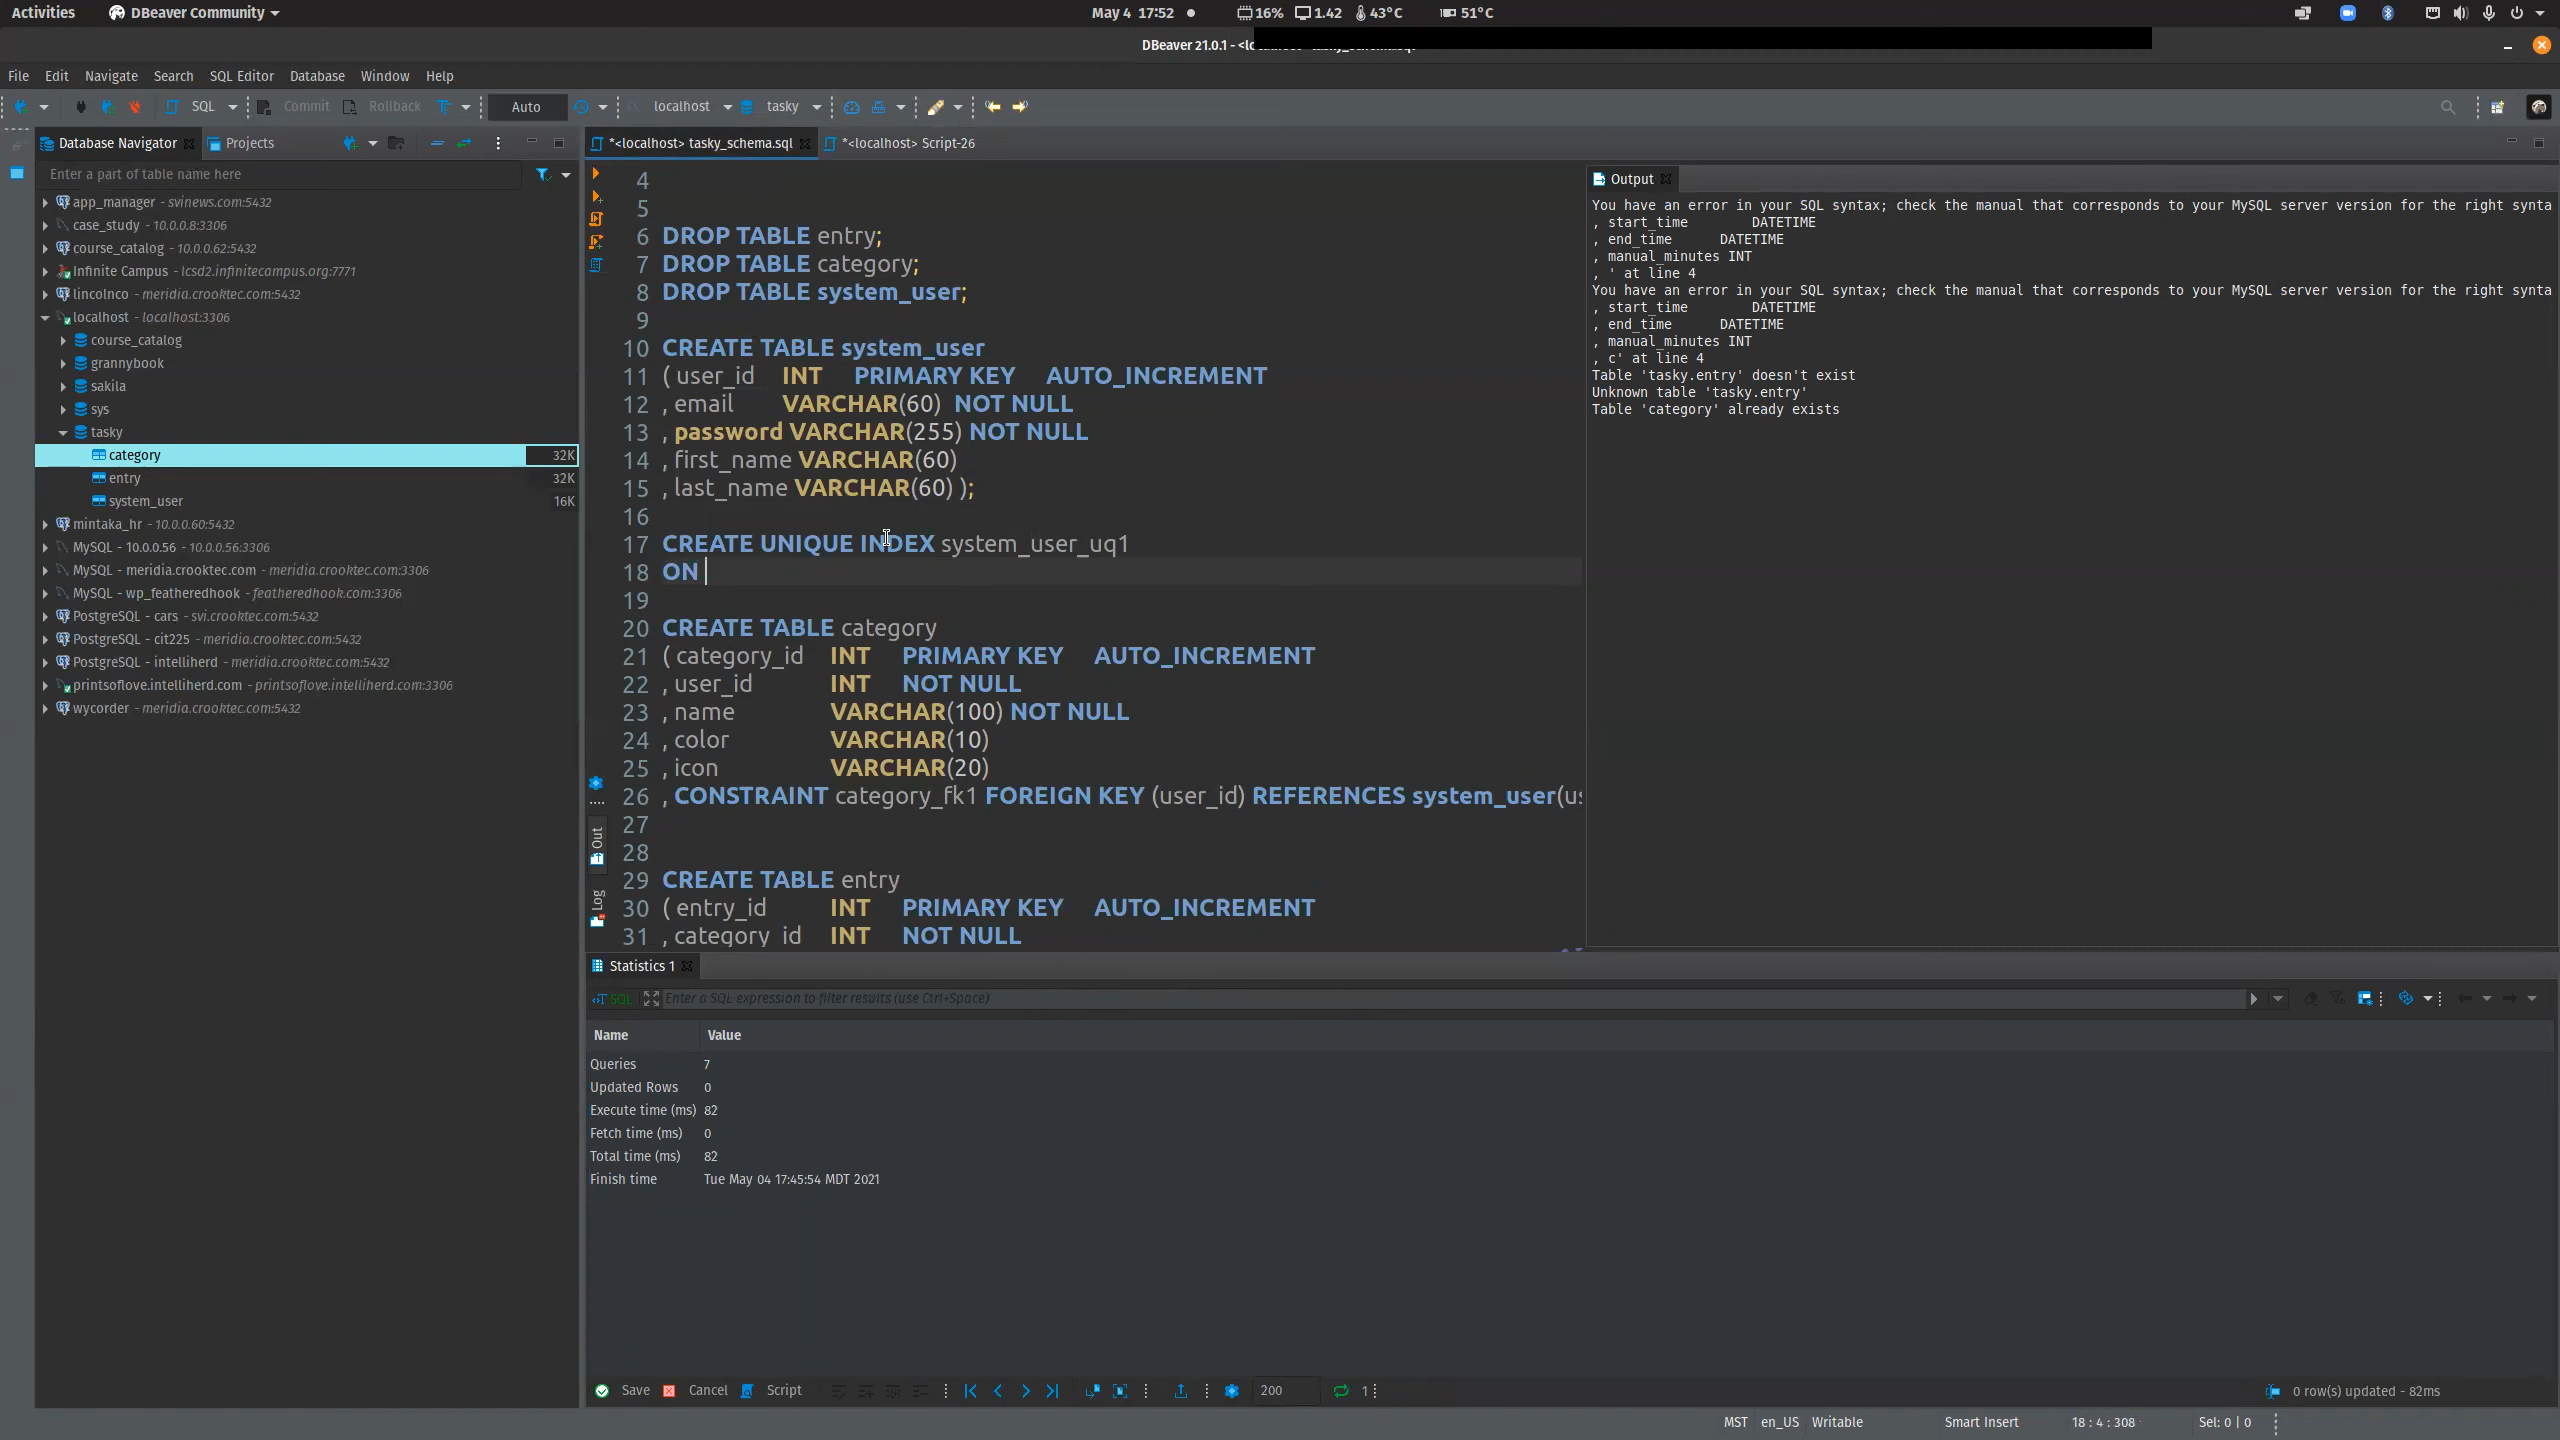 Activities DBeaver Community May 4 17:52 16% 1.42 43°C 51°C
DBeaver 21.0.1 - <lo
File Edit Navigate Search SQL Editor Database Window Help
SQL Commit Rollback Auto localhost tasky
Database Navigator Projects
Enter a part of table name here
app_manager - svinews.com:5432
case_study - 10.0.0.8:3306
course_catalog - 10.0.0.62:5432
Infinite Campus - lcsd2.infinitecampus.org:7771
lincolnco - meridia.crooktec.com:5432
localhost - localhost:3306
course_catalog
grannybook
sakila
sys
tasky
category 32K
entry 32K
system_user 16K
mintaka_hr - 10.0.0.60:5432
MySQL - 10.0.0.56 - 10.0.0.56:3306
MySQL - meridia.crooktec.com - meridia.crooktec.com:3306
MySQL - wp_featheredhook - featheredhook.com:3306
PostgreSQL - cars - svi.crooktec.com:5432
PostgreSQL - cit225 - meridia.crooktec.com:5432
PostgreSQL - intelliherd - meridia.crooktec.com:5432
printsoflove.intelliherd.com - printsoflove.intelliherd.com:3306
wycorder - meridia.crooktec.com:5432
*<localhost> tasky_schema.sql *<localhost> Script-26
4
5
6 DROP TABLE entry;
7 DROP TABLE category;
8 DROP TABLE system_user;
9
10 CREATE TABLE system_user
11 ( user_id INT PRIMARY KEY AUTO_INCREMENT
12 , email VARCHAR(60) NOT NULL
13 , password VARCHAR(255) NOT NULL
14 , first_name VARCHAR(60)
15 , last_name VARCHAR(60) );
16
17 CREATE UNIQUE INDEX system_user_uq1
18 ON
19
20 CREATE TABLE category
21 ( category_id INT PRIMARY KEY AUTO_INCREMENT
22 , user_id INT NOT NULL
23 , name VARCHAR(100) NOT NULL
24 , color VARCHAR(10)
25 , icon VARCHAR(20)
26 , CONSTRAINT category_fk1 FOREIGN KEY (user_id) REFERENCES system_user(us
27
28
29 CREATE TABLE entry
30 ( entry_id INT PRIMARY KEY AUTO_INCREMENT
31 , category_id INT NOT NULL
Out
Log
Output
You have an error in your SQL syntax; check the manual that corresponds to your MySQL server version for the right synta
, start_time DATETIME
, end_time DATETIME
, manual_minutes INT
, ' at line 4
You have an error in your SQL syntax; check the manual that corresponds to your MySQL server version for the right synta
, start_time DATETIME
, end_time DATETIME
, manual_minutes INT
, c' at line 4
Table 'tasky.entry' doesn't exist
Unknown table 'tasky.entry'
Table 'category' already exists
Statistics 1
SQL Enter a SQL expression to filter results (use Ctrl+Space)
Name Value
Queries 7
Updated Rows 0
Execute time (ms) 82
Fetch time (ms) 0
Total time (ms) 82
Finish time Tue May 04 17:45:54 MDT 2021
Save Cancel Script 200 1 0 row(s) updated - 82ms
MST en_US Writable Smart Insert 18 : 4 : 308 Sel: 0 | 0